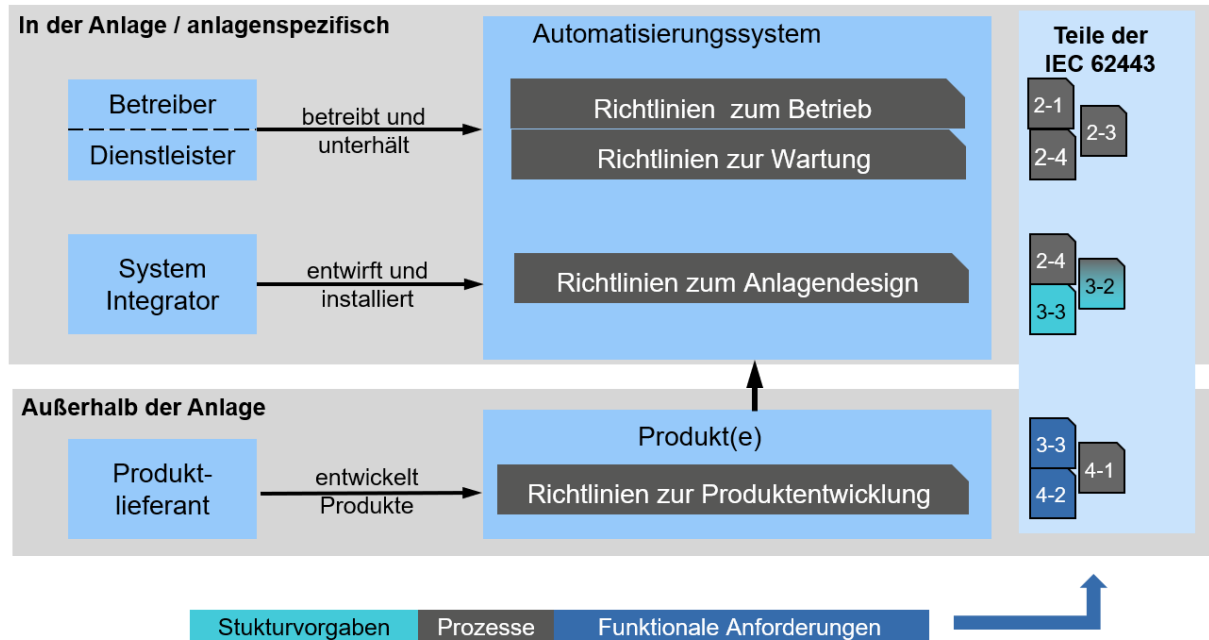 In der Anlage / anlagenspezifisch
Automatisierungssystem
Teile der
IEC 62443
Betreiber
Dienstleister
betreibt und
unterhält
Richtlinien zum Betrieb
Richtlinien zur Wartung
2-1
2-3
2-4
System
Integrator
entwirft und
installiert
Richtlinien zum Anlagendesign
2-4
3-2
3-3
Außerhalb der Anlage
Produkt(e)
Produkt-
lieferant
entwickelt
Produkte
Richtlinien zur Produktentwicklung
3-3
4-1
4-2
Stukturvorgaben
Prozesse
Funktionale Anforderungen